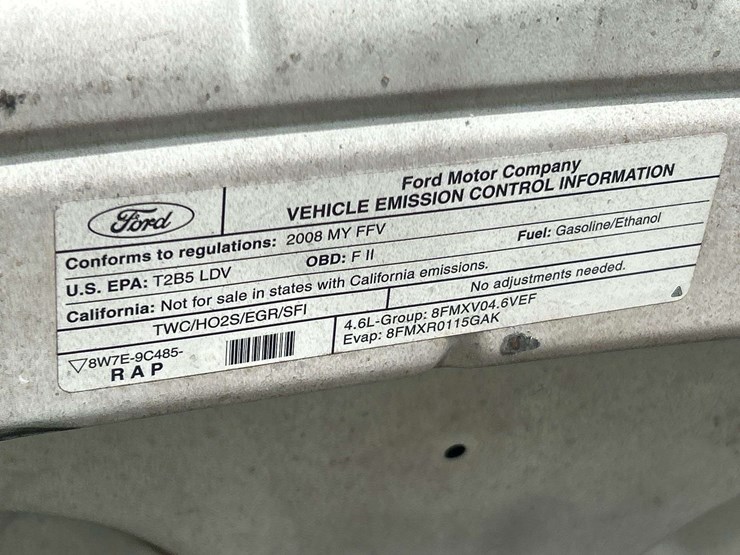 Ford
Ford Motor Company
VEHICLE EMISSION CONTROL INFORMATION
Conforms to regulations: 2008 MY FFV
U.S. EPA: T2B5 LDV OBD: F II Fuel: Gasoline/Ethanol
California: Not for sale in states with California emissions.
TWC/HO2S/EGR/SFI No adjustments needed.
8W7E-9C485-
RAP
4.6L-Group: 8FMXV04.6VEF
Evap: 8FMXR0115GAK